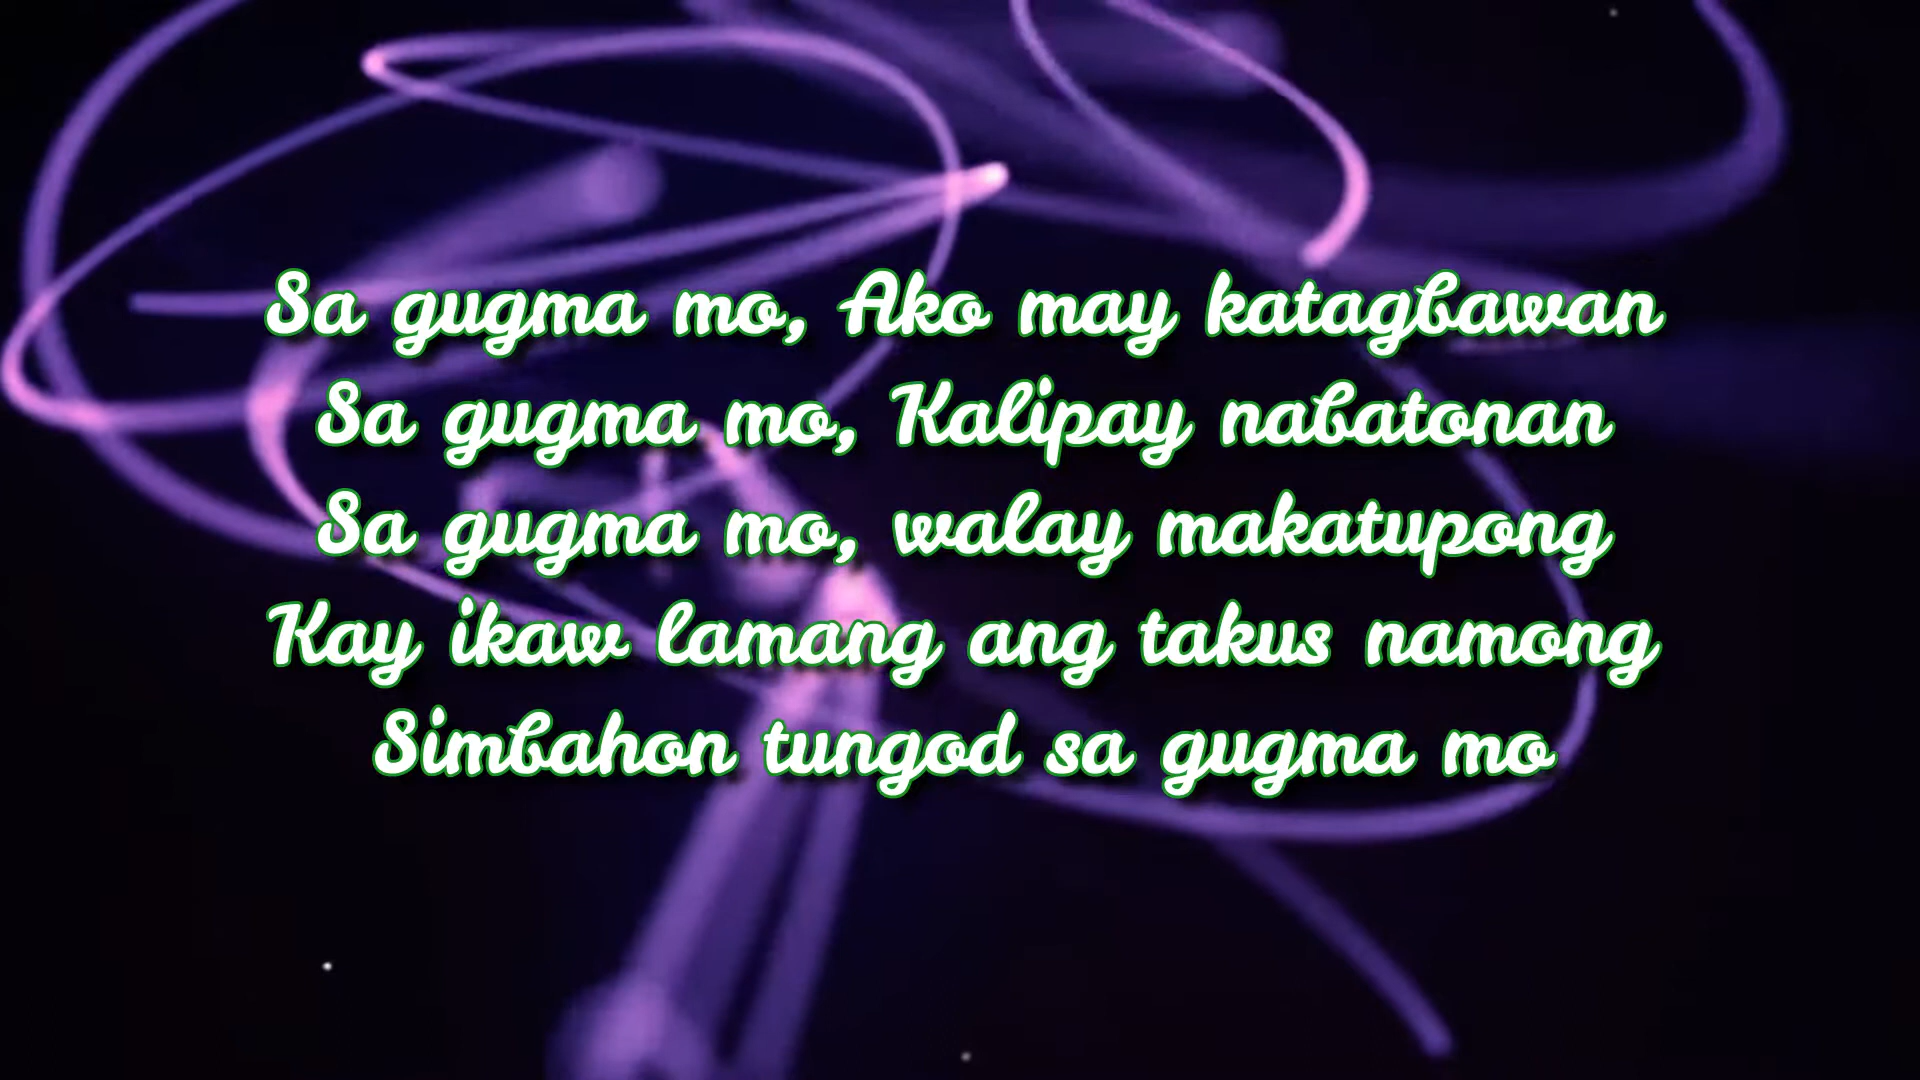 Sa gugma mo, Ako may katagbawan
Sa gugma mo, Kalipay nabatonan
Sa gugma mo, walay makatupong
Kay ikaw lamang ang takus namong
Simbahon tungod sa gugma mo